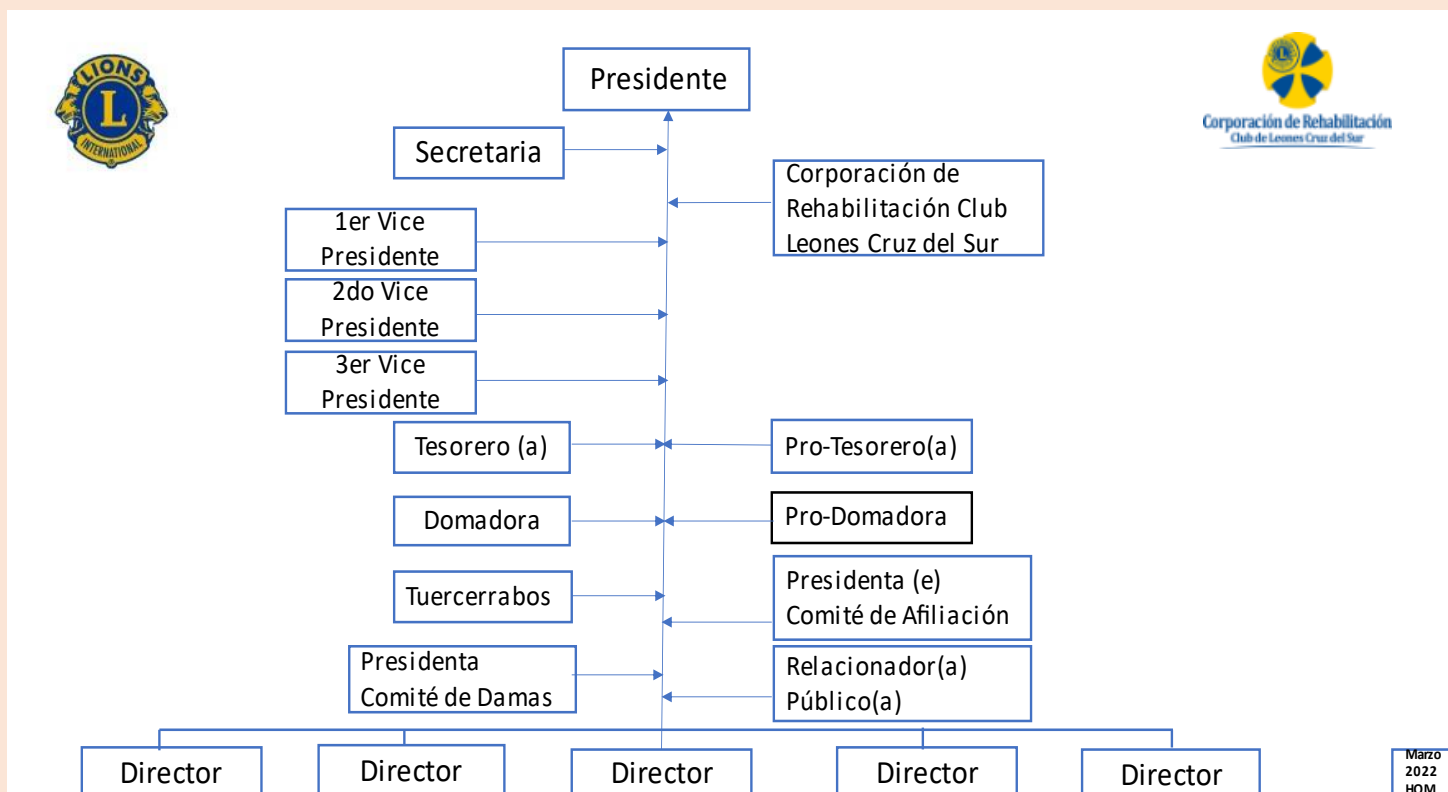 LIONS
L
INTERNATIONAL
®
Presidente
Corporación de Rehabilitación
Club de Leones Cruz del Sur
Secretaria
Corporación de
Rehabilitación Club
Leones Cruz del Sur
1er Vice
Presidente
2do Vice
Presidente
3er Vice
Presidente
Tesorero (a)
Pro-Tesorero(a)
Domadora
Pro-Domadora
Tuercerrabos
Presidenta (e)
Comité de Afiliación
Presidenta
Comité de Damas
Relacionador(a)
Público(a)
Director
Director
Director
Director
Director
Marzo
2022
HOM